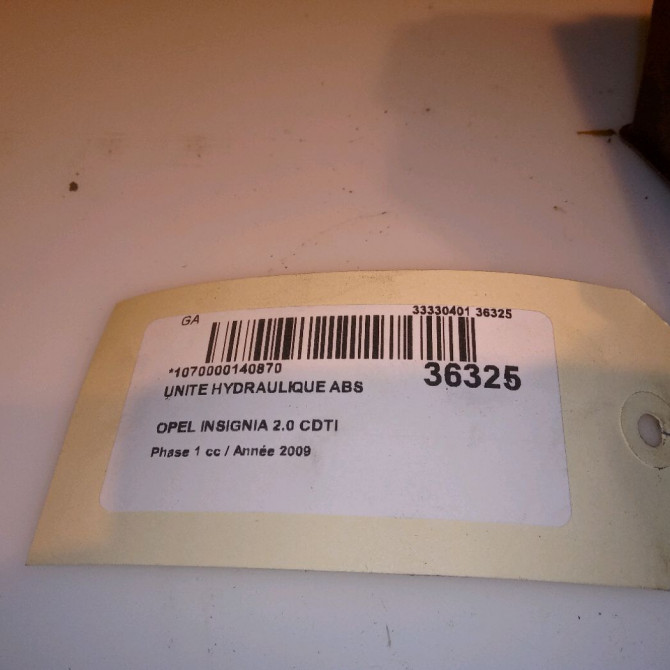 GA
33330401 36325
*1070000140870
36325
UNITE HYDRAULIQUE ABS
OPEL INSIGNIA 2.0 CDTI
Phase 1 cc / Année 2009